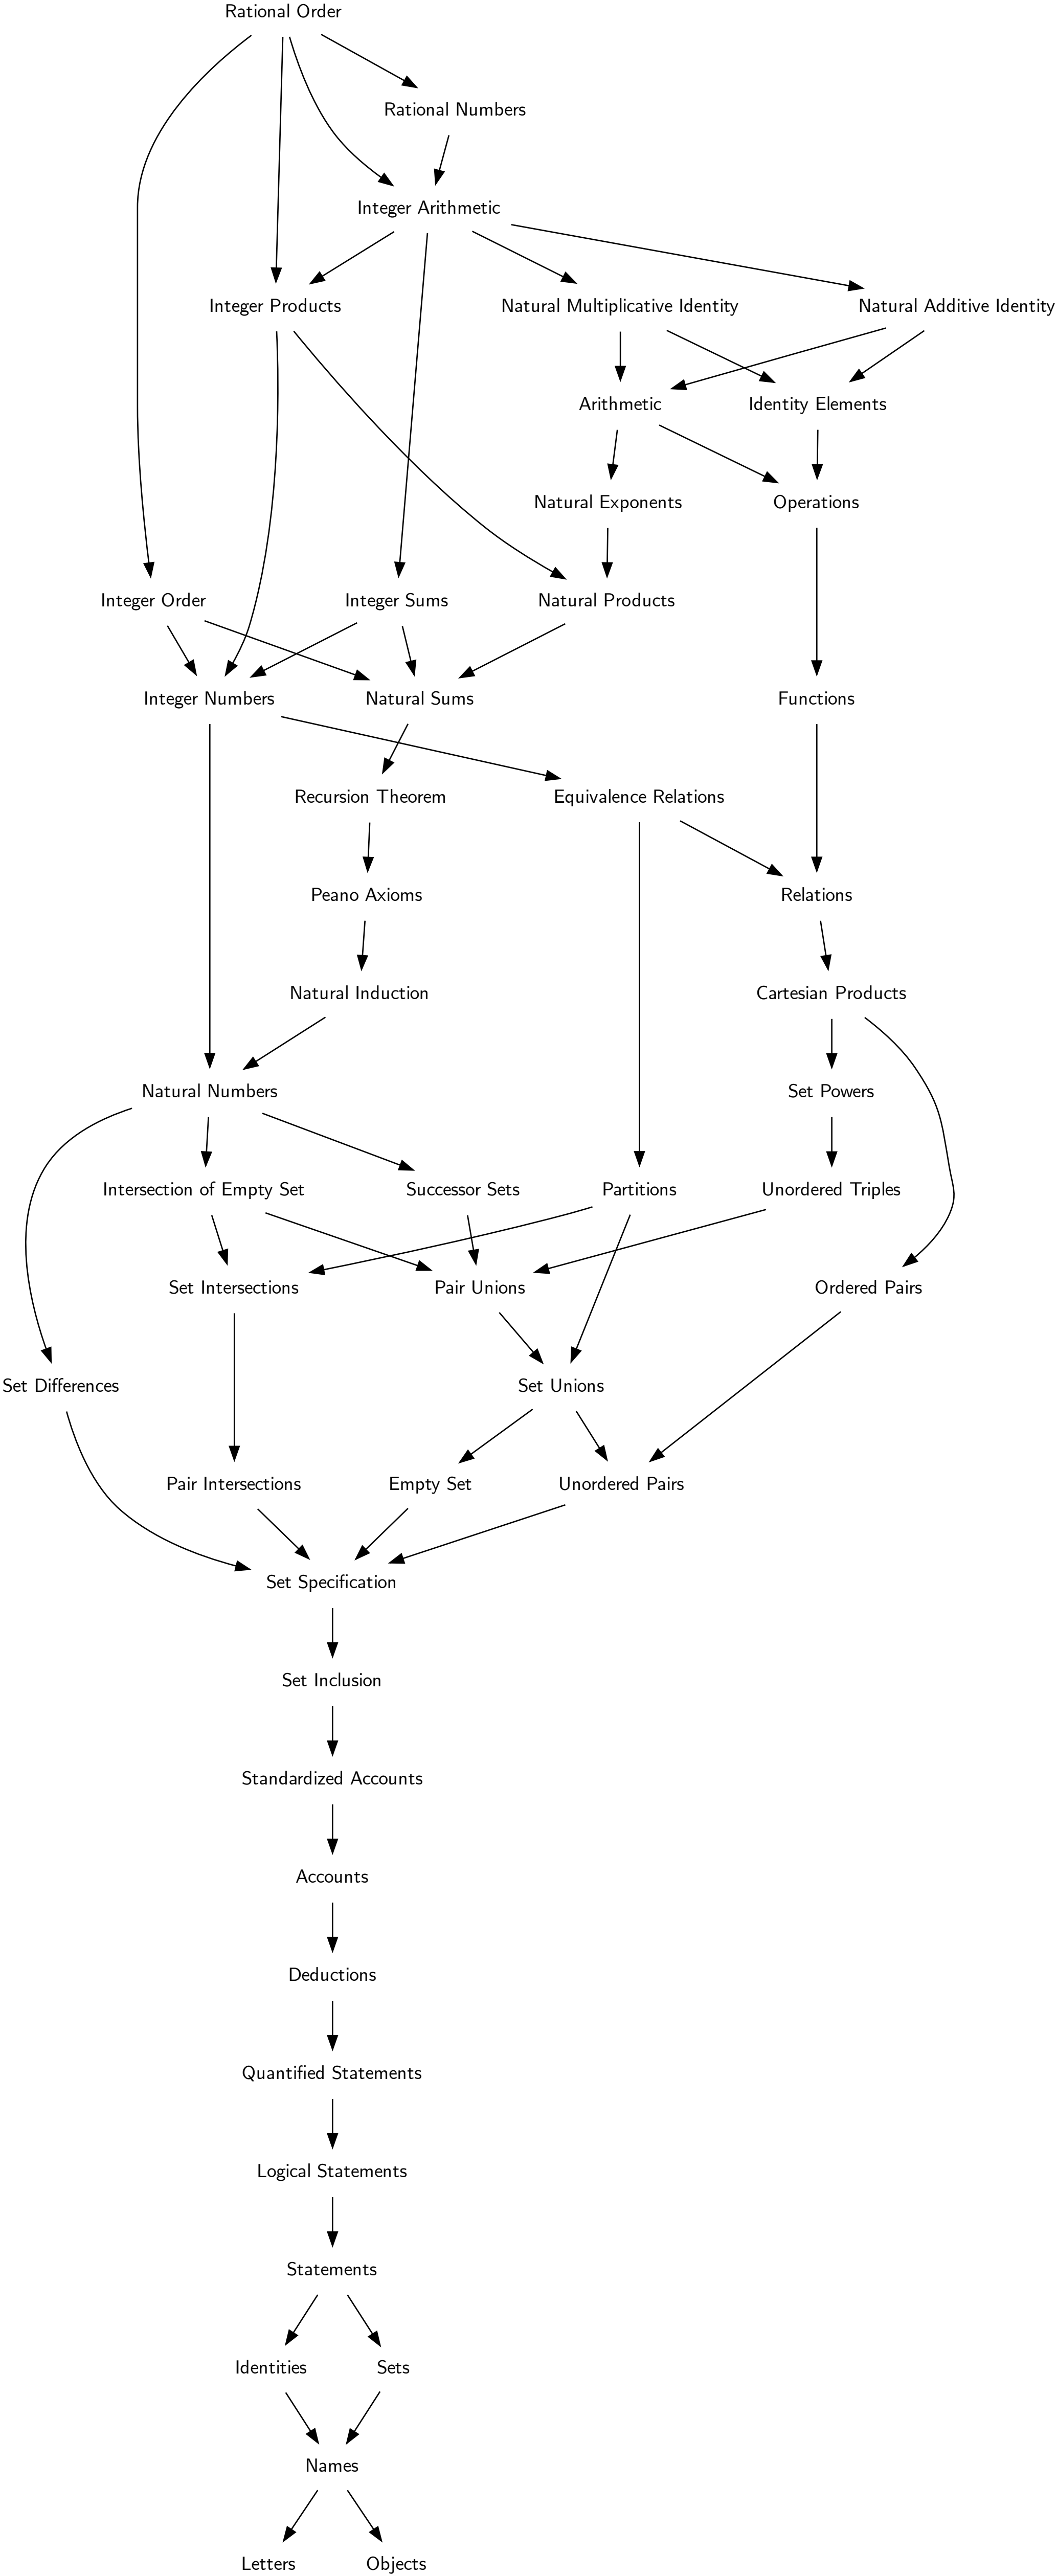 Rational Order
Rational Numbers
Integer Arithmetic
Integer Products
Natural Multiplicative Identity
Natural Additive Identity
Arithmetic
Identity Elements
Natural Exponents
Operations
Integer Order
Integer Sums
Natural Products
Integer Numbers
Natural Sums
Functions
Recursion Theorem
Equivalence Relations
Peano Axioms
Relations
Natural Induction
Cartesian Products
Natural Numbers
Set Powers
Intersection of Empty Set
Successor Sets
Partitions
Unordered Triples
Set Intersections
Pair Unions
Ordered Pairs
Set Differences
Set Unions
Pair Intersections
Empty Set
Unordered Pairs
Set Specification
Set Inclusion
Standardized Accounts
Accounts
Deductions
Quantified Statements
Logical Statements
Statements
Identities
Sets
Names
Letters
Objects